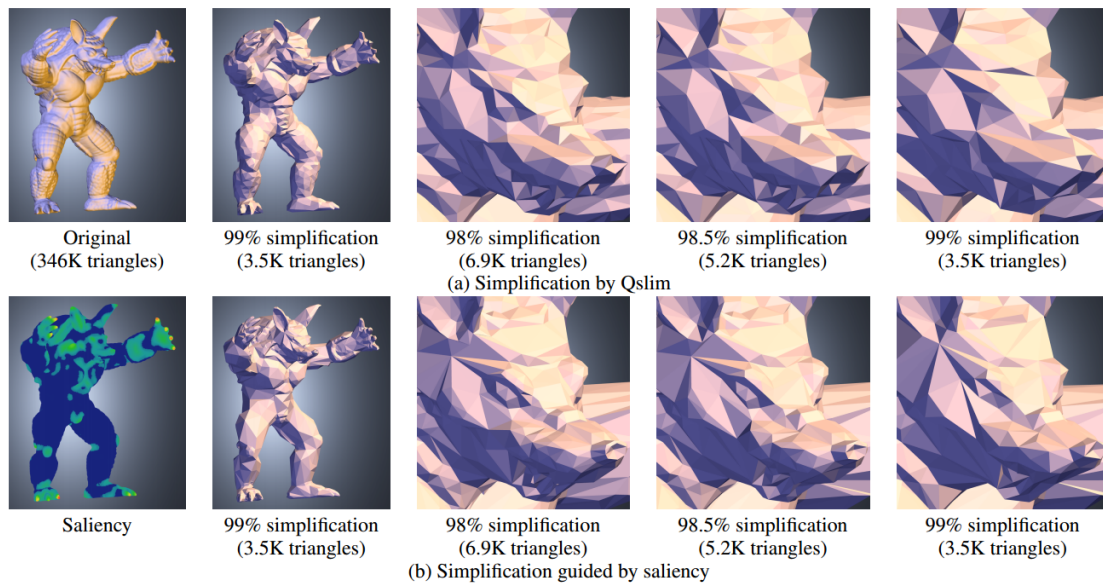 Original 99% simplification 98% simplification 98.5% simplification 99% simplification
(346K triangles) (3.5K triangles) (6.9K triangles) (5.2K triangles) (3.5K triangles)
(a) Simplification by Qslim
Saliency 99% simplification 98% simplification 98.5% simplification 99% simplification
(3.5K triangles) (6.9K triangles) (5.2K triangles) (3.5K triangles)
(b) Simplification guided by saliency